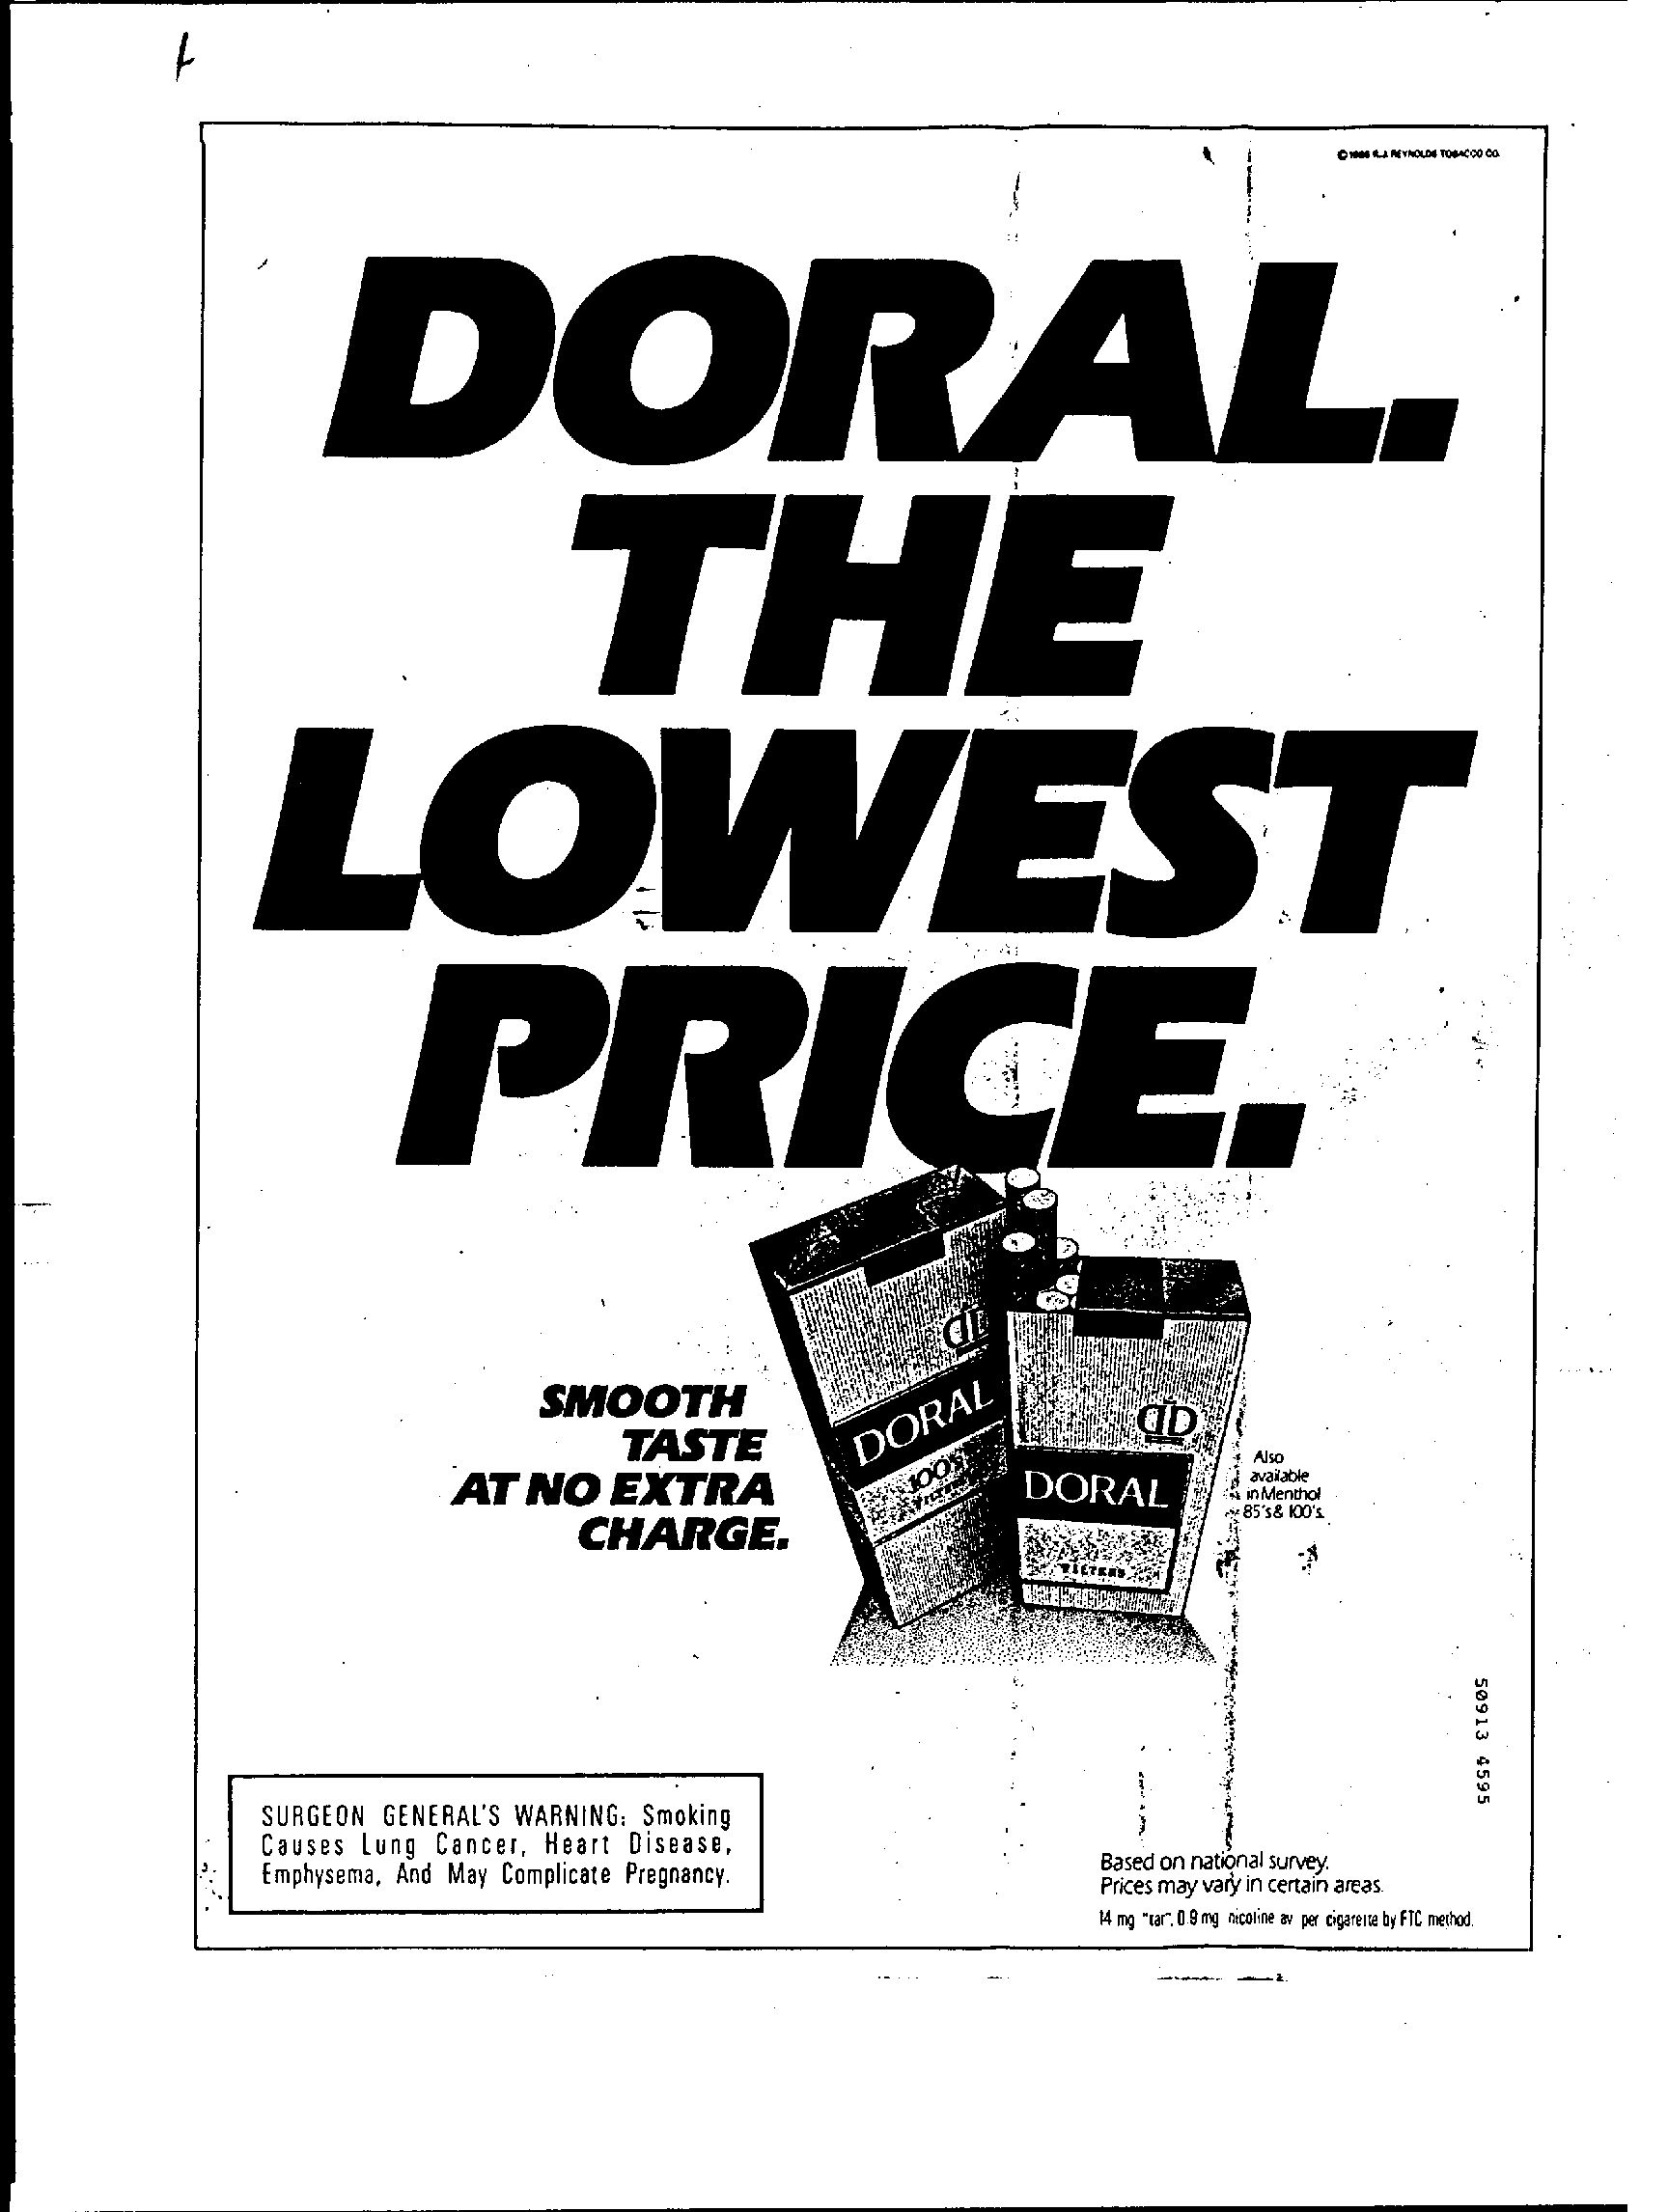 © 1986 R.J. REYNOLDS TOBACCO CO.
DORAL.
THE
LOWEST
PRICE.
SMOOTH
TASTE
AT NO EXTRA
CHARGE.
DORAL
100's
DORAL
FILTERS
Also
available
in Menthol
85's & 100's.
50913 4595
SURGEON GENERAL'S WARNING: Smoking
Causes Lung Cancer, Heart Disease,
Emphysema, And May Complicate Pregnancy.
Based on national survey.
Prices may vary in certain areas.
14 mg "tar", 0.9 mg nicotine av per cigarette by FTC method.